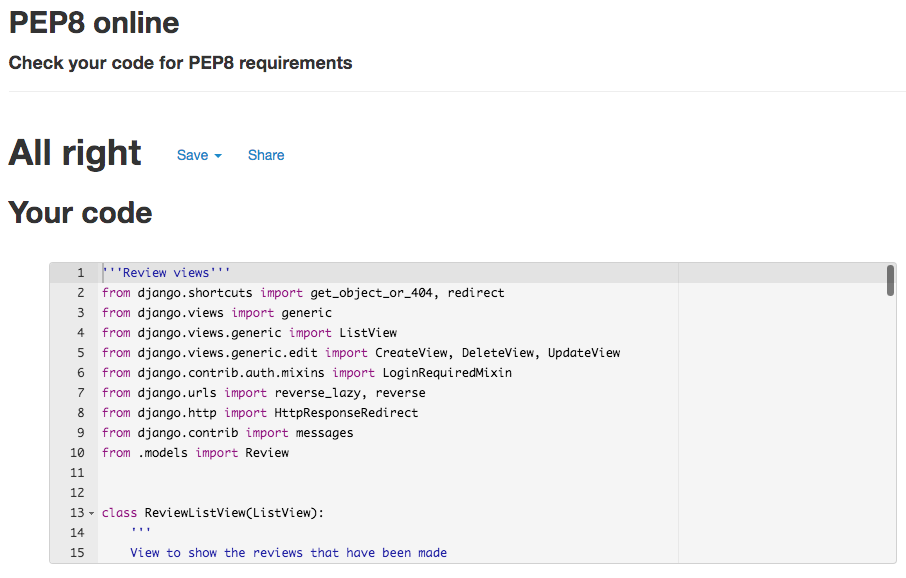 PEP8 online
Check your code for PEP8 requirements
All right Save Share
Your code
1 '''Review views'''
2 from django.shortcuts import get_object_or_404, redirect
3 from django.views import generic
4 from django.views.generic import ListView
5 from django.views.generic.edit import CreateView, DeleteView, UpdateView
6 from django.contrib.auth.mixins import LoginRequiredMixin
7 from django.urls import reverse_lazy, reverse
8 from django.http import HttpResponseRedirect
9 from django.contrib import messages
10 from .models import Review
11
12
13 class ReviewListView(ListView):
14     '''
15     View to show the reviews that have been made